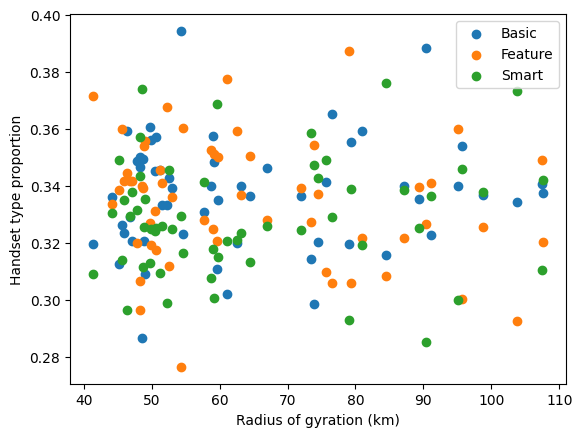 0.40
0.38
0.36
0.34
0.32
0.30
0.28
Handset type proportion
Basic
Feature
Smart
40 50 60 70 80 90 100 110
Radius of gyration (km)